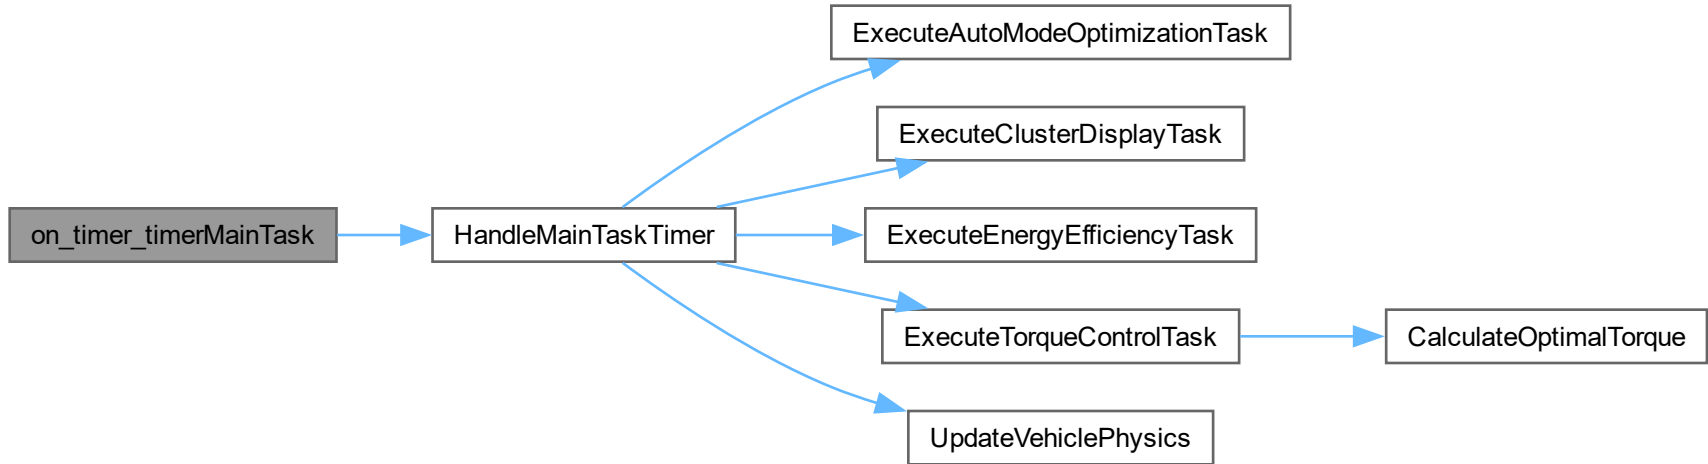 ExecuteAutoModeOptimizationTask
ExecuteClusterDisplayTask
on_timer_timerMainTask
HandleMainTaskTimer
ExecuteEnergyEfficiencyTask
ExecuteTorqueControlTask
CalculateOptimalTorque
UpdateVehiclePhysics